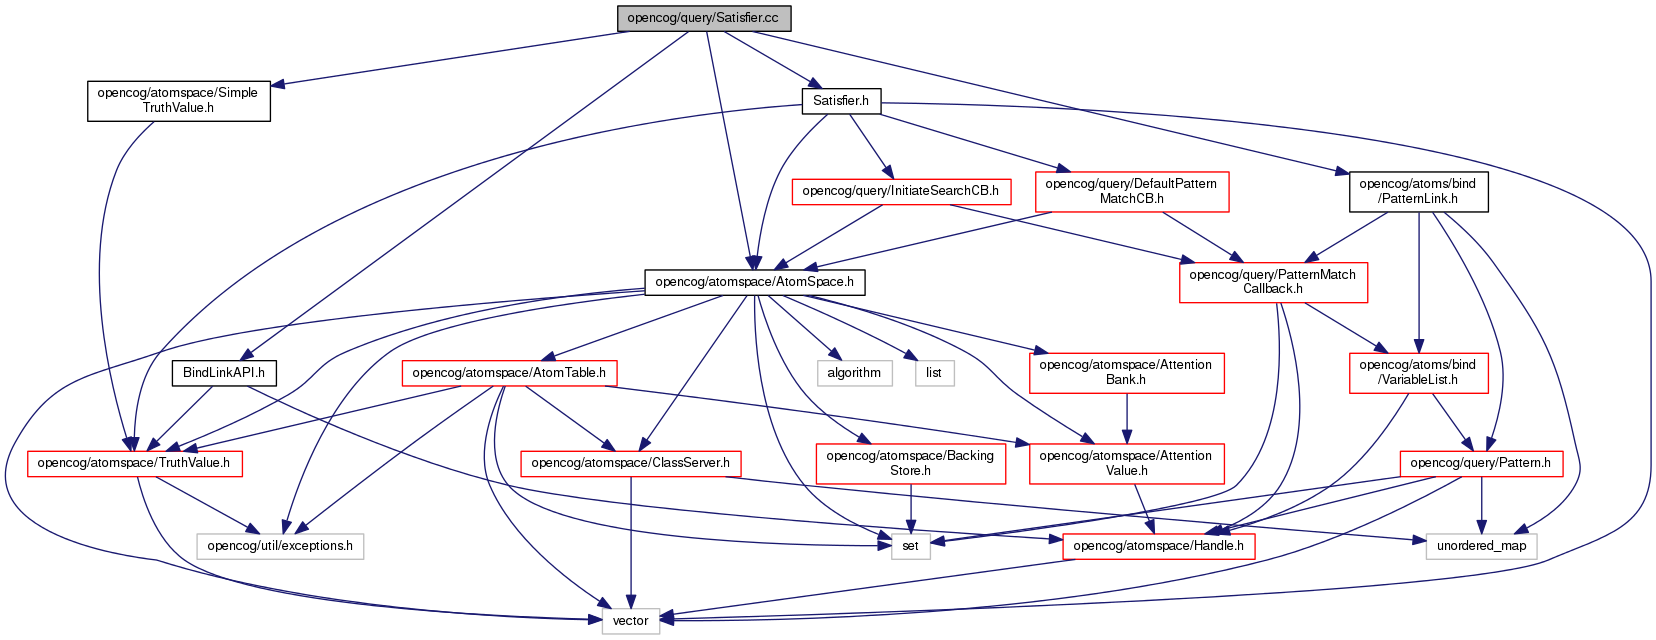 opencog/query/Satisfier.cc
opencog/atomspace/Simple
TruthValue.h
Satisfier.h
opencog/query/InitiateSearchCB.h
opencog/query/DefaultPattern
MatchCB.h
opencog/atoms/bind
/PatternLink.h
opencog/atomspace/AtomSpace.h
opencog/query/PatternMatch
Callback.h
BindLinkAPI.h
opencog/atomspace/AtomTable.h
algorithm
list
opencog/atomspace/Attention
Bank.h
opencog/atoms/bind
/VariableList.h
opencog/atomspace/TruthValue.h
opencog/atomspace/ClassServer.h
opencog/atomspace/Backing
Store.h
opencog/atomspace/Attention
Value.h
opencog/query/Pattern.h
opencog/util/exceptions.h
set
opencog/atomspace/Handle.h
unordered_map
vector